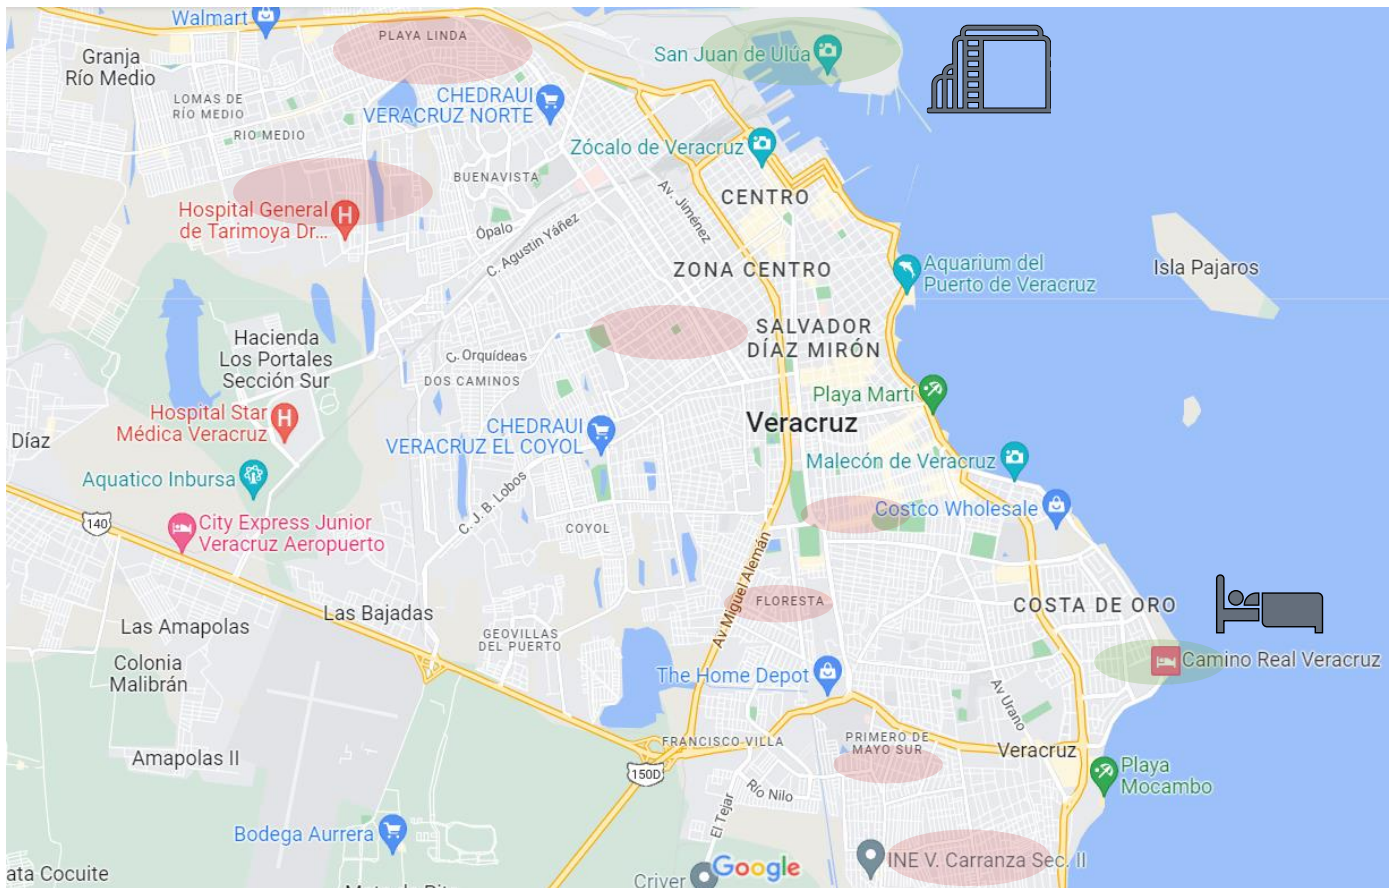 Walmart
PLAYA LINDA
Granja
Río Medio
San Juan de Ulúa
CHEDRAUI
VERACRUZ NORTE
LOMAS DE
RÍO MEDIO
RIO MEDIO
Zócalo de Veracruz
BUENAVISTA
Av. Jiménez
CENTRO
Hospital General
de Tarimoya Dr...
H
Ópalo
C. Agustin Yáñez
ZONA CENTRO
Aquarium del
Puerto de Veracruz
Isla Pajaros
Hacienda
Los Portales
Sección Sur
SALVADOR
DÍAZ MIRÓN
C. Orquídeas
DOS CAMINOS
Playa Martí
Hospital Star
Médica Veracruz
H
Díaz
CHEDRAUI
VERACRUZ EL COYOL
Veracruz
Malecón de Veracruz
Aquatico Inbursa
C. J. B. Lobos
Costco Wholesale
140
City Express Junior
Veracruz Aeropuerto
COYOL
Av Miguel Alemán
FLORESTA
COSTA DE ORO
Las Bajadas
Las Amapolas
GEOVILLAS
DEL PUERTO
Colonia
Malibrán
The Home Depot
Camino Real Veracruz
Av Urano
FRANCISCO VILLA
PRIMERO DE
MAYO SUR
Veracruz
Amapolas II
150D
Río Nilo
Playa
Mocambo
El Tejar
Bodega Aurrera
INE V. Carranza Sec. II
ata Cocuite
Criver
Google